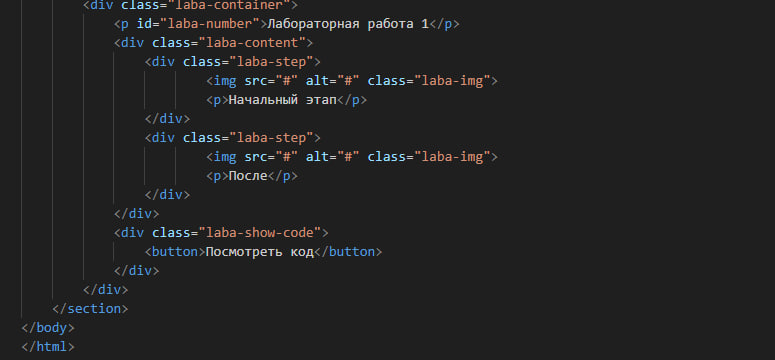 <div class="laba-container">
<p id="laba-number">Лабораторная работа 1</p>
<div class="laba-content">
<div class="laba-step">
<img src="#" alt="#" class="laba-img">
<p>Начальный этап</p>
</div>
<div class="laba-step">
<img src="#" alt="#" class="laba-img">
<p>После</p>
</div>
</div>
<div class="laba-show-code">
<button>Посмотреть код</button>
</div>
</div>
</section>
</body>
</html>